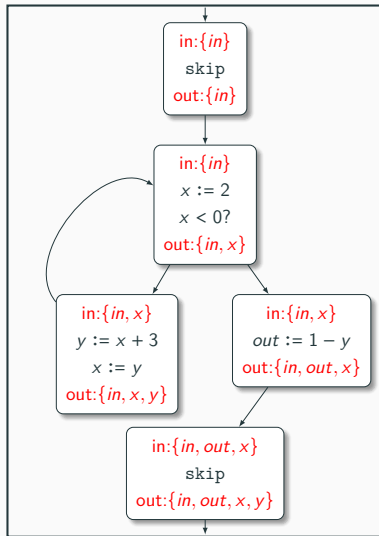 in:{in}
skip
out:{in}
in:{in}
x := 2
x < 0?
out:{in, x}
in:{in, x}
y := x + 3
x := y
out:{in, x, y}
in:{in, x}
out := 1 − y
out:{in, out, x}
in:{in, out, x}
skip
out:{in, out, x, y}